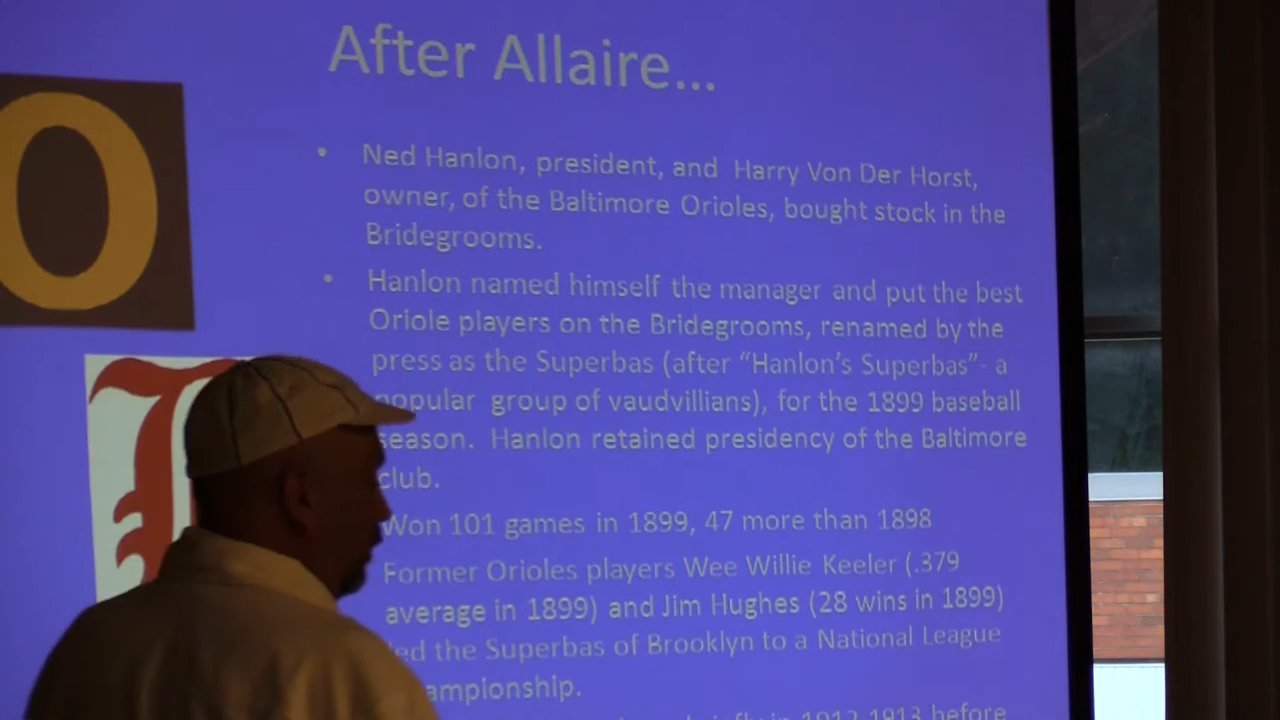 After Allaire...
O
• Ned Hanlon, president, and Harry Von Der Horst,
owner, of the Baltimore Orioles, bought stock in the
Bridegrooms.
• Hanlon named himself the manager and put the best
Oriole players on the Bridegrooms, renamed by the
press as the Superbas (after “Hanlon’s Superbas”- a
popular group of vaudvillians), for the 1899 baseball
season. Hanlon retained presidency of the Baltimore
club.
Won 101 games in 1899, 47 more than 1898
Former Orioles players Wee Willie Keeler (.379
average in 1899) and Jim Hughes (28 wins in 1899)
led the Superbas of Brooklyn to a National League
ampionship.
1912-1913 before